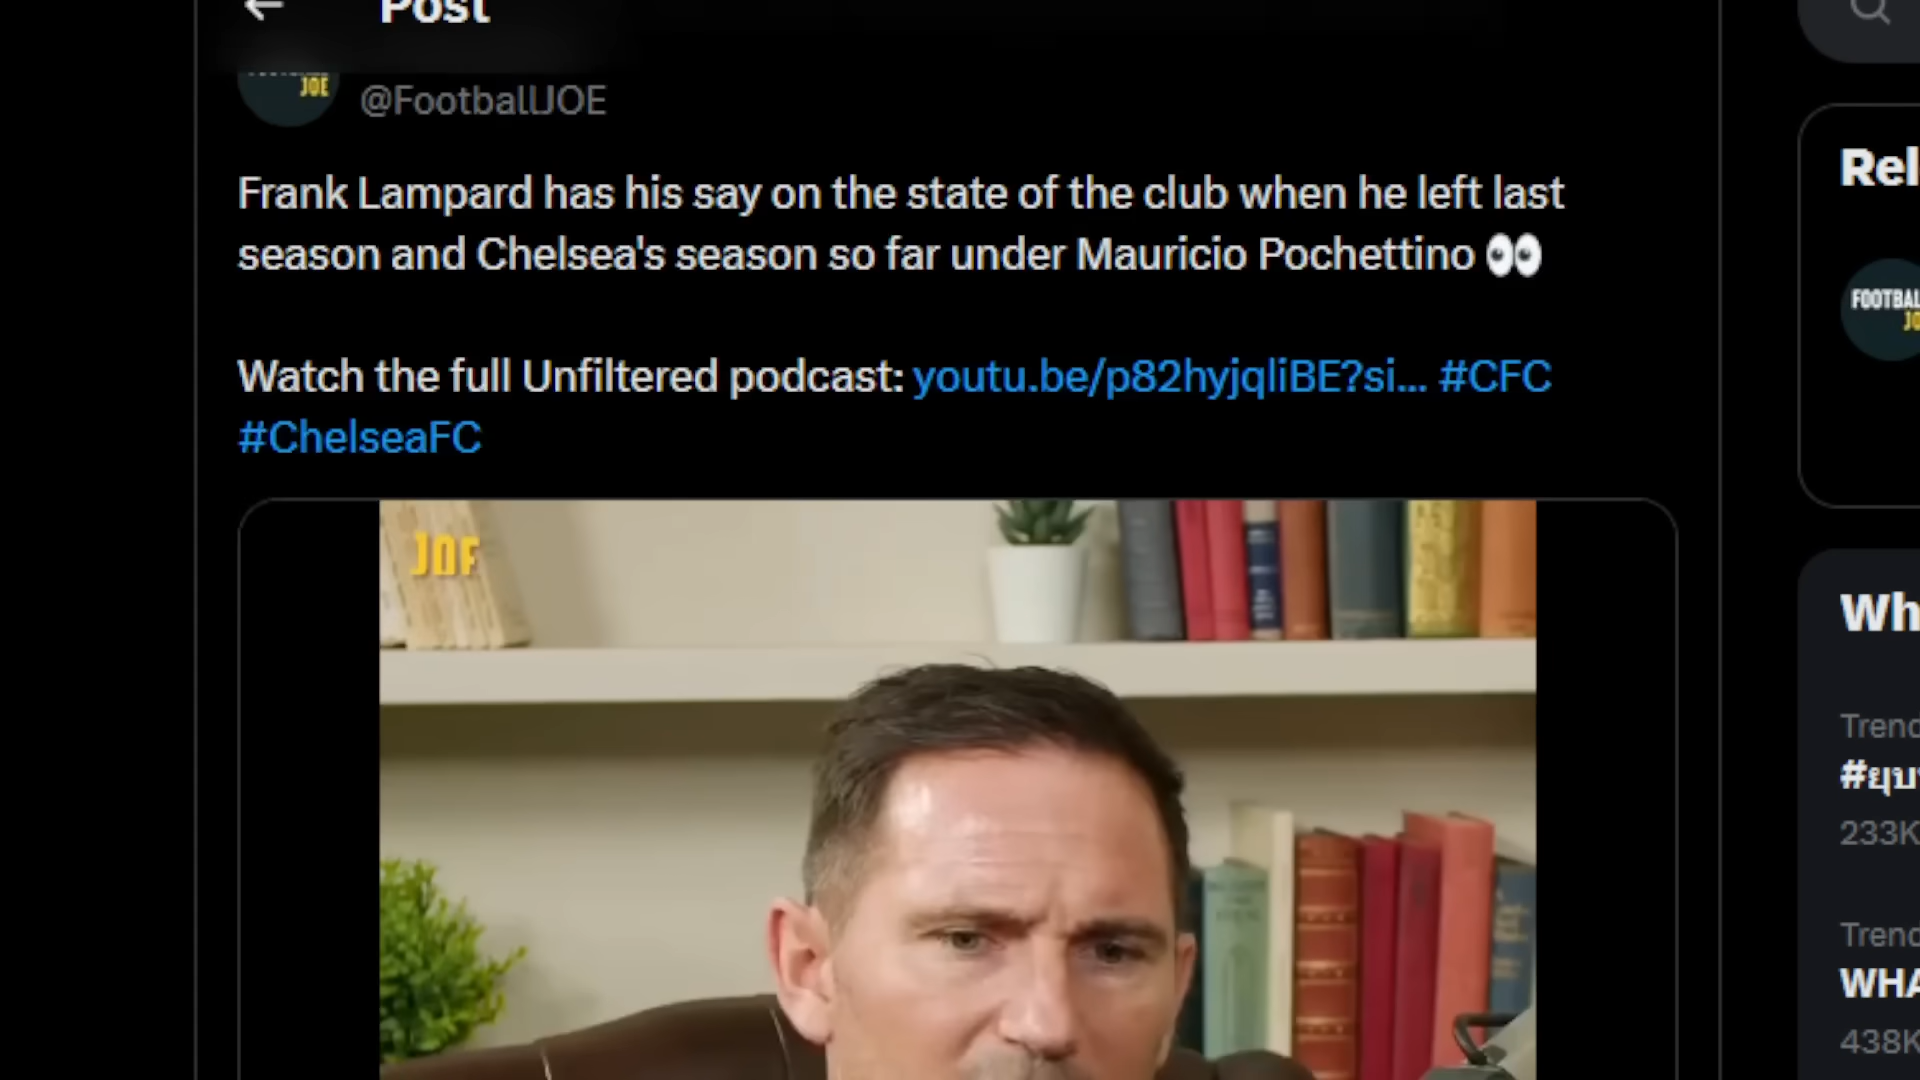 Post
JOE
@FootballJOE
Frank Lampard has his say on the state of the club when he left last
season and Chelsea's season so far under Mauricio Pochettino 👀
Watch the full Unfiltered podcast: youtu.be/p82hyjqliBE?si... #CFC
#ChelseaFC
JOE
Rel
FOOTBAL
JO
Wh
Trend
233K
Trend
WHA
438K